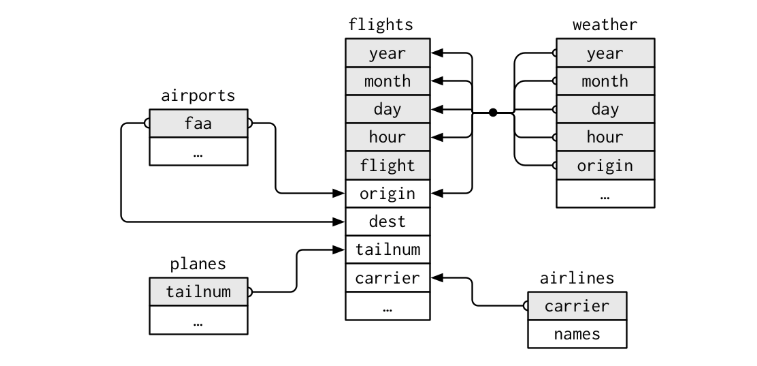 flights
year
month
day
hour
flight
origin
dest
tailnum
carrier
…
weather
year
month
day
hour
origin
…
airports
faa
…
planes
tailnum
…
airlines
carrier
names